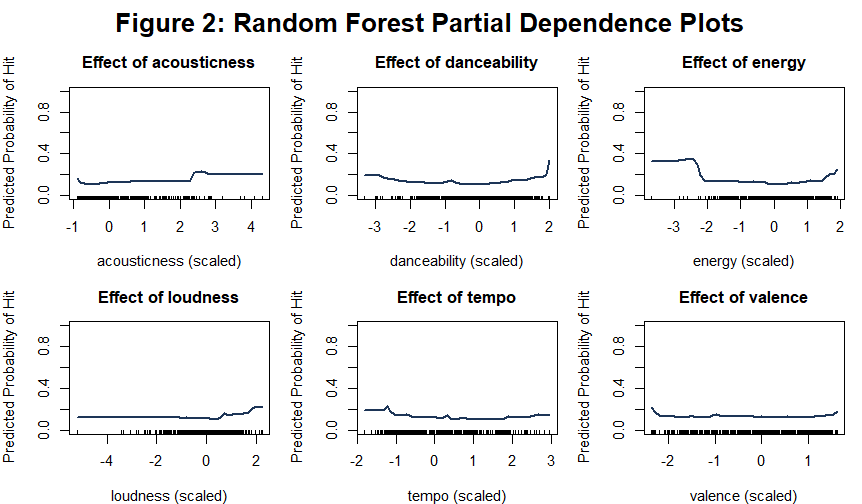 Figure 2: Random Forest Partial Dependence Plots
Effect of acousticness
Predicted Probability of Hit
0.0 0.4 0.8
-1 0 1 2 3 4
acousticness (scaled)
Effect of danceability
Predicted Probability of Hit
0.0 0.4 0.8
-3 -2 -1 0 1 2
danceability (scaled)
Effect of energy
Predicted Probability of Hit
0.0 0.4 0.8
-3 -2 -1 0 1 2
energy (scaled)
Effect of loudness
Predicted Probability of Hit
0.0 0.4 0.8
-4 -2 0 2
loudness (scaled)
Effect of tempo
Predicted Probability of Hit
0.0 0.4 0.8
-2 -1 0 1 2 3
tempo (scaled)
Effect of valence
Predicted Probability of Hit
0.0 0.4 0.8
-2 -1 0 1
valence (scaled)